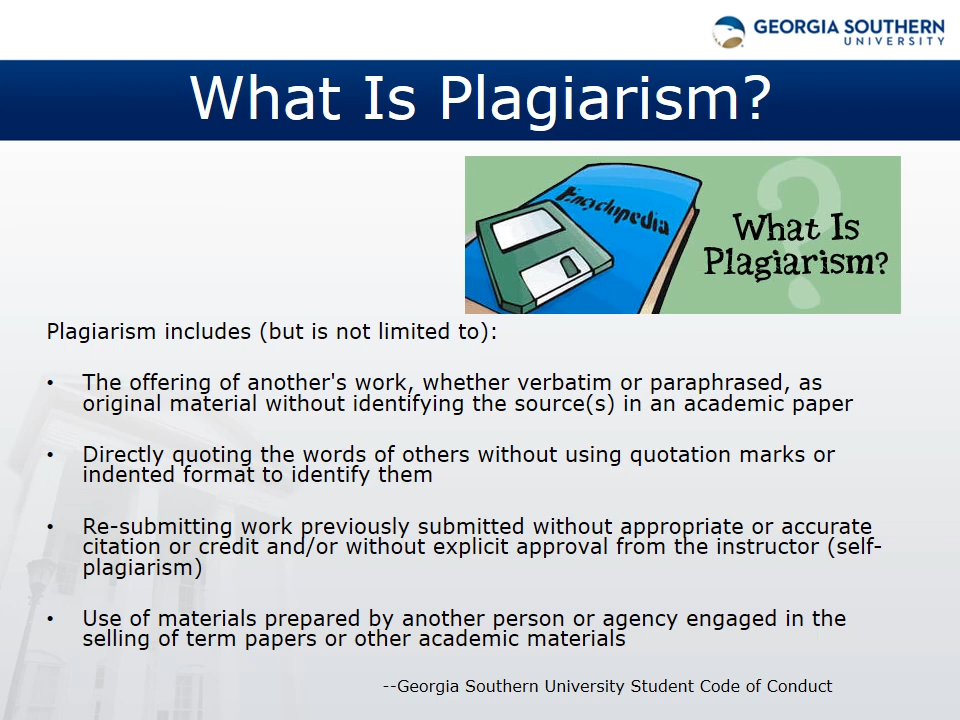 GEORGIA SOUTHERN
UNIVERSITY
What Is Plagiarism?
Encyclopedia
What Is
Plagiarism?
?
Plagiarism includes (but is not limited to):
• The offering of another's work, whether verbatim or paraphrased, as
original material without identifying the source(s) in an academic paper
• Directly quoting the words of others without using quotation marks or
indented format to identify them
• Re-submitting work previously submitted without appropriate or accurate
citation or credit and/or without explicit approval from the instructor (self-
plagiarism)
• Use of materials prepared by another person or agency engaged in the
selling of term papers or other academic materials
--Georgia Southern University Student Code of Conduct